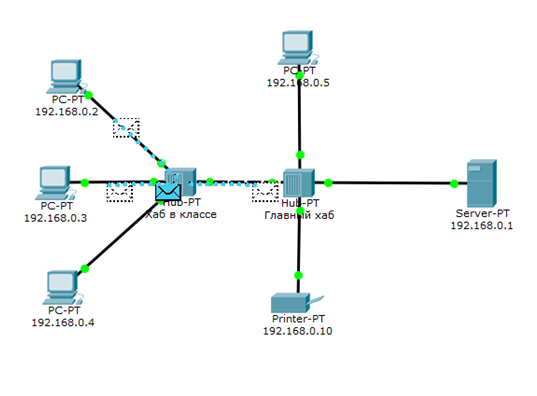 PC-PT
192.168.0.5
PC-PT
192.168.0.2
PC-PT
192.168.0.3
Hub-PT
Хаб в классе
Hub-PT
Главный хаб
Server-PT
192.168.0.1
PC-PT
192.168.0.4
Printer-PT
192.168.0.10